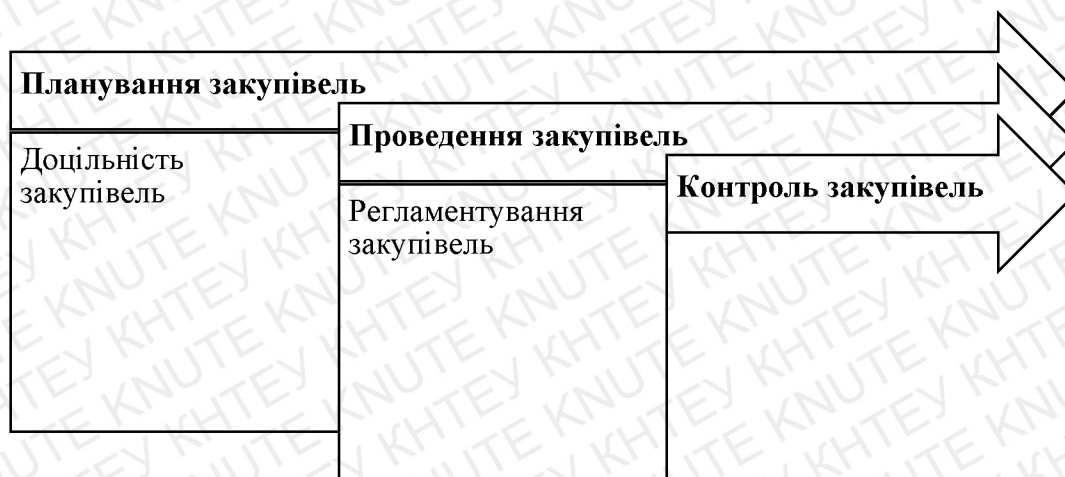 Планування закупівель
Доцільність
закупівель
Проведення закупівель
Регламентування
закупівель
Контроль закупівель